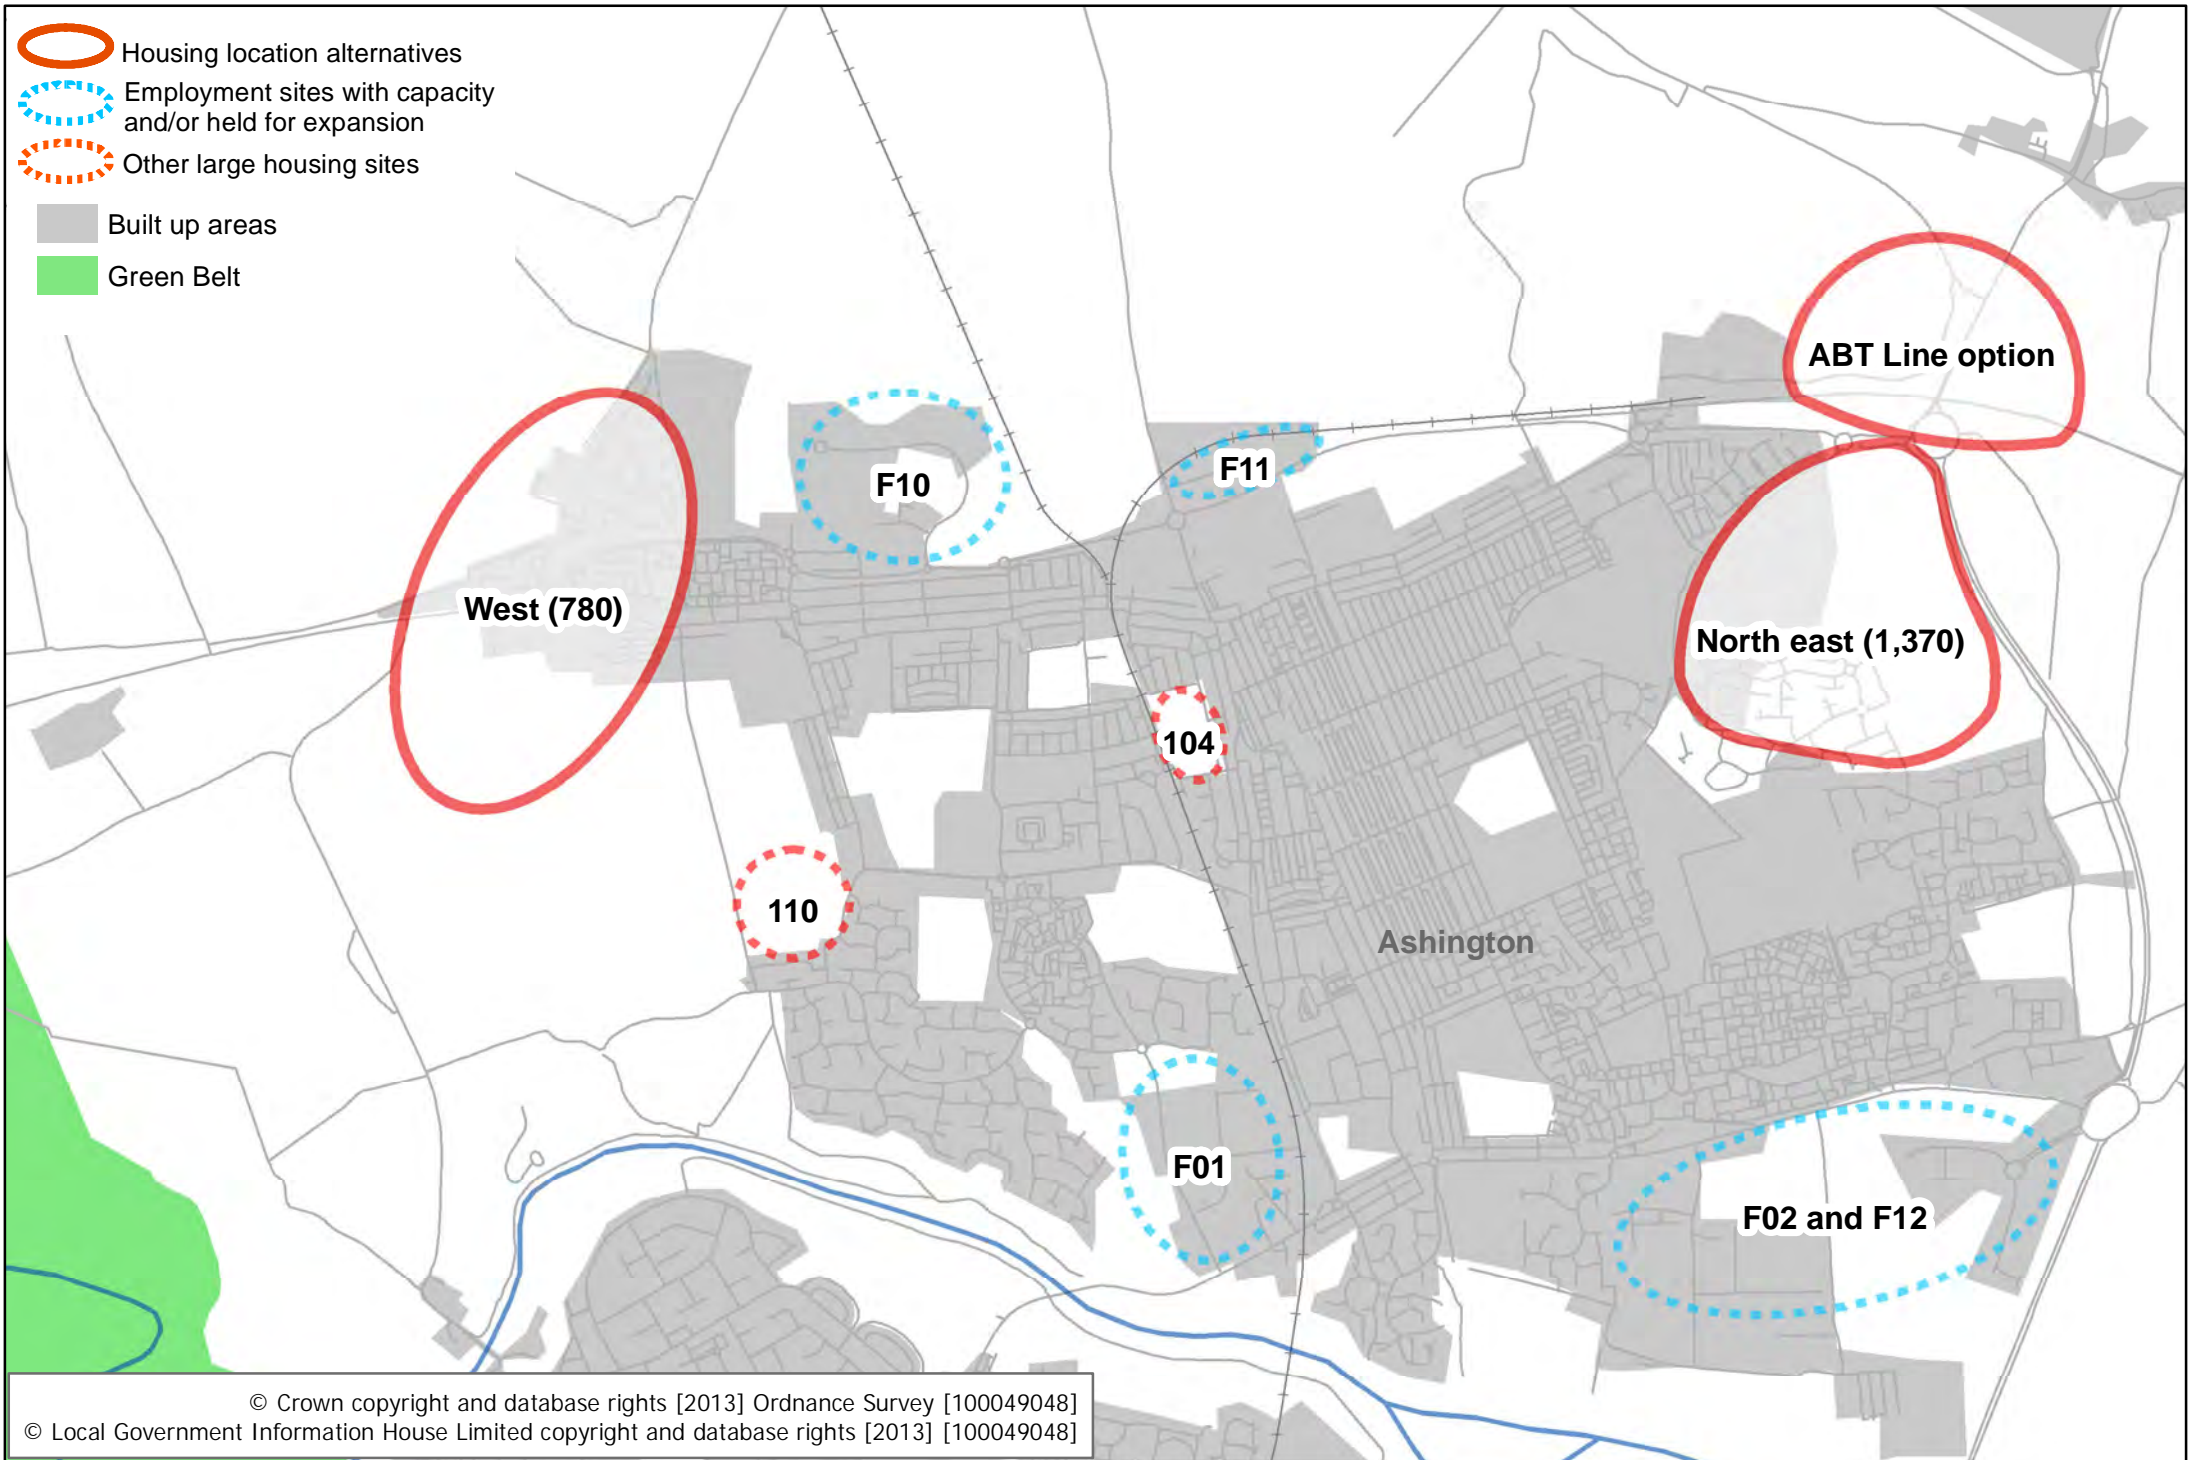 Housing location alternatives
Employment sites with capacity
and/or held for expansion
Other large housing sites
Built up areas
Green Belt
ABT Line option
F10
F11
West (780)
North east (1,370)
104
110
Ashington
F01
F02 and F12
© Crown copyright and database rights [2013] Ordnance Survey [100049048]
© Local Government Information House Limited copyright and database rights [2013] [100049048]